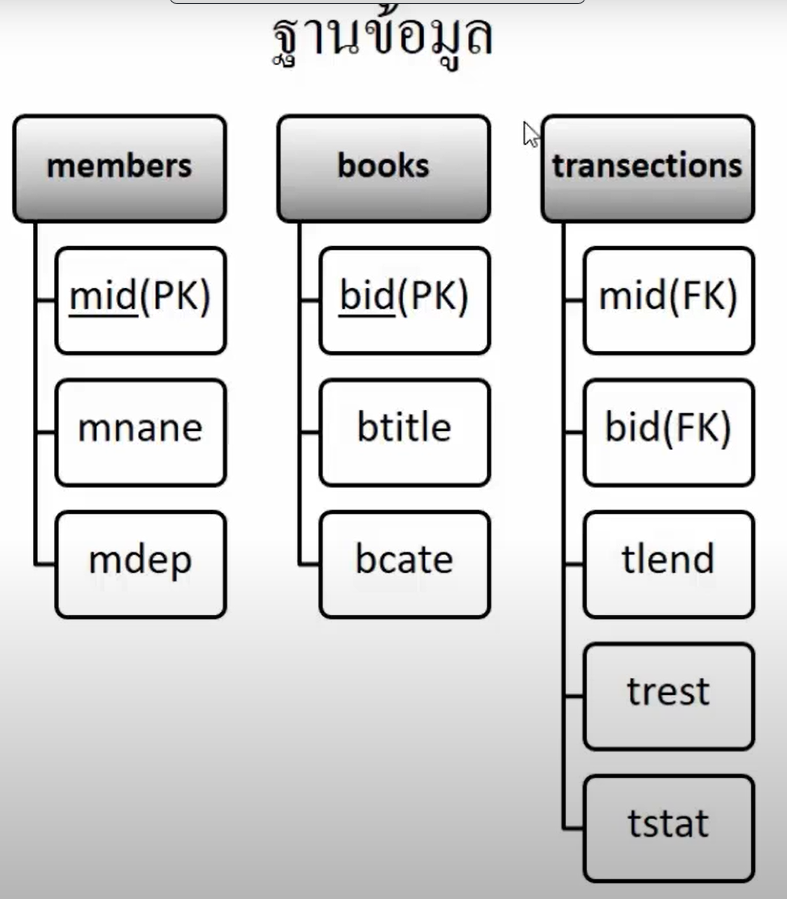 ฐานข้อมูล
members
mid(PK)
mnane
mdep
books
bid(PK)
btitle
bcate
transections
mid(FK)
bid(FK)
tlend
trest
tstat